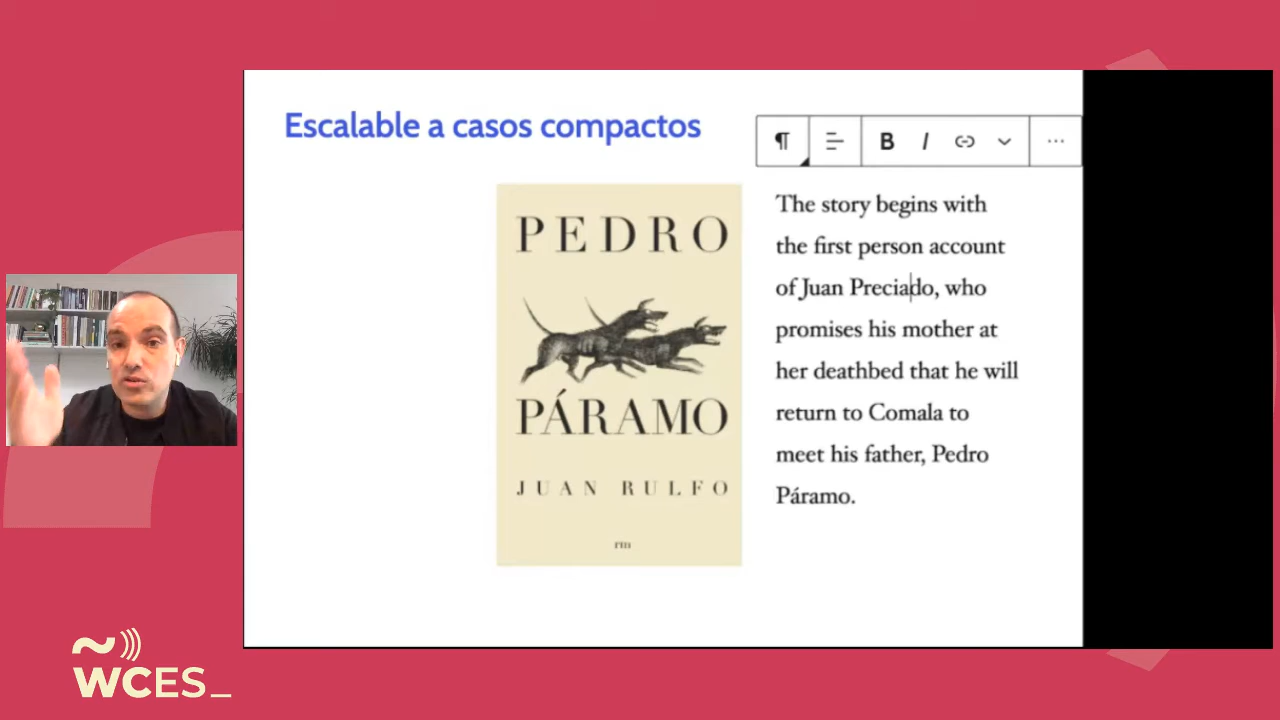 Escalable a casos compactos
B I
PEDRO
PÁRAMO
JUAN RULFO
rm
The story begins with
the first person account
of Juan Preciado, who
promises his mother at
her deathbed that he will
return to Comala to
meet his father, Pedro
Páramo.
WCES_